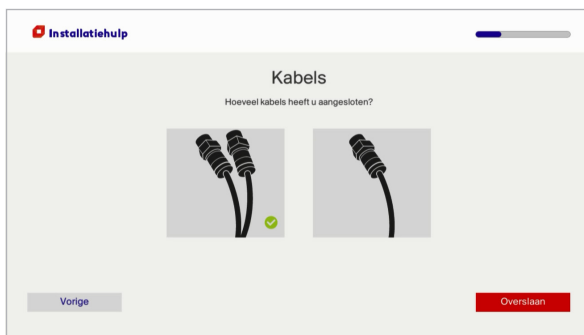 Installatiehulp
Kabels
Hoeveel kabels heeft u aangesloten?
Vorige
Overslaan